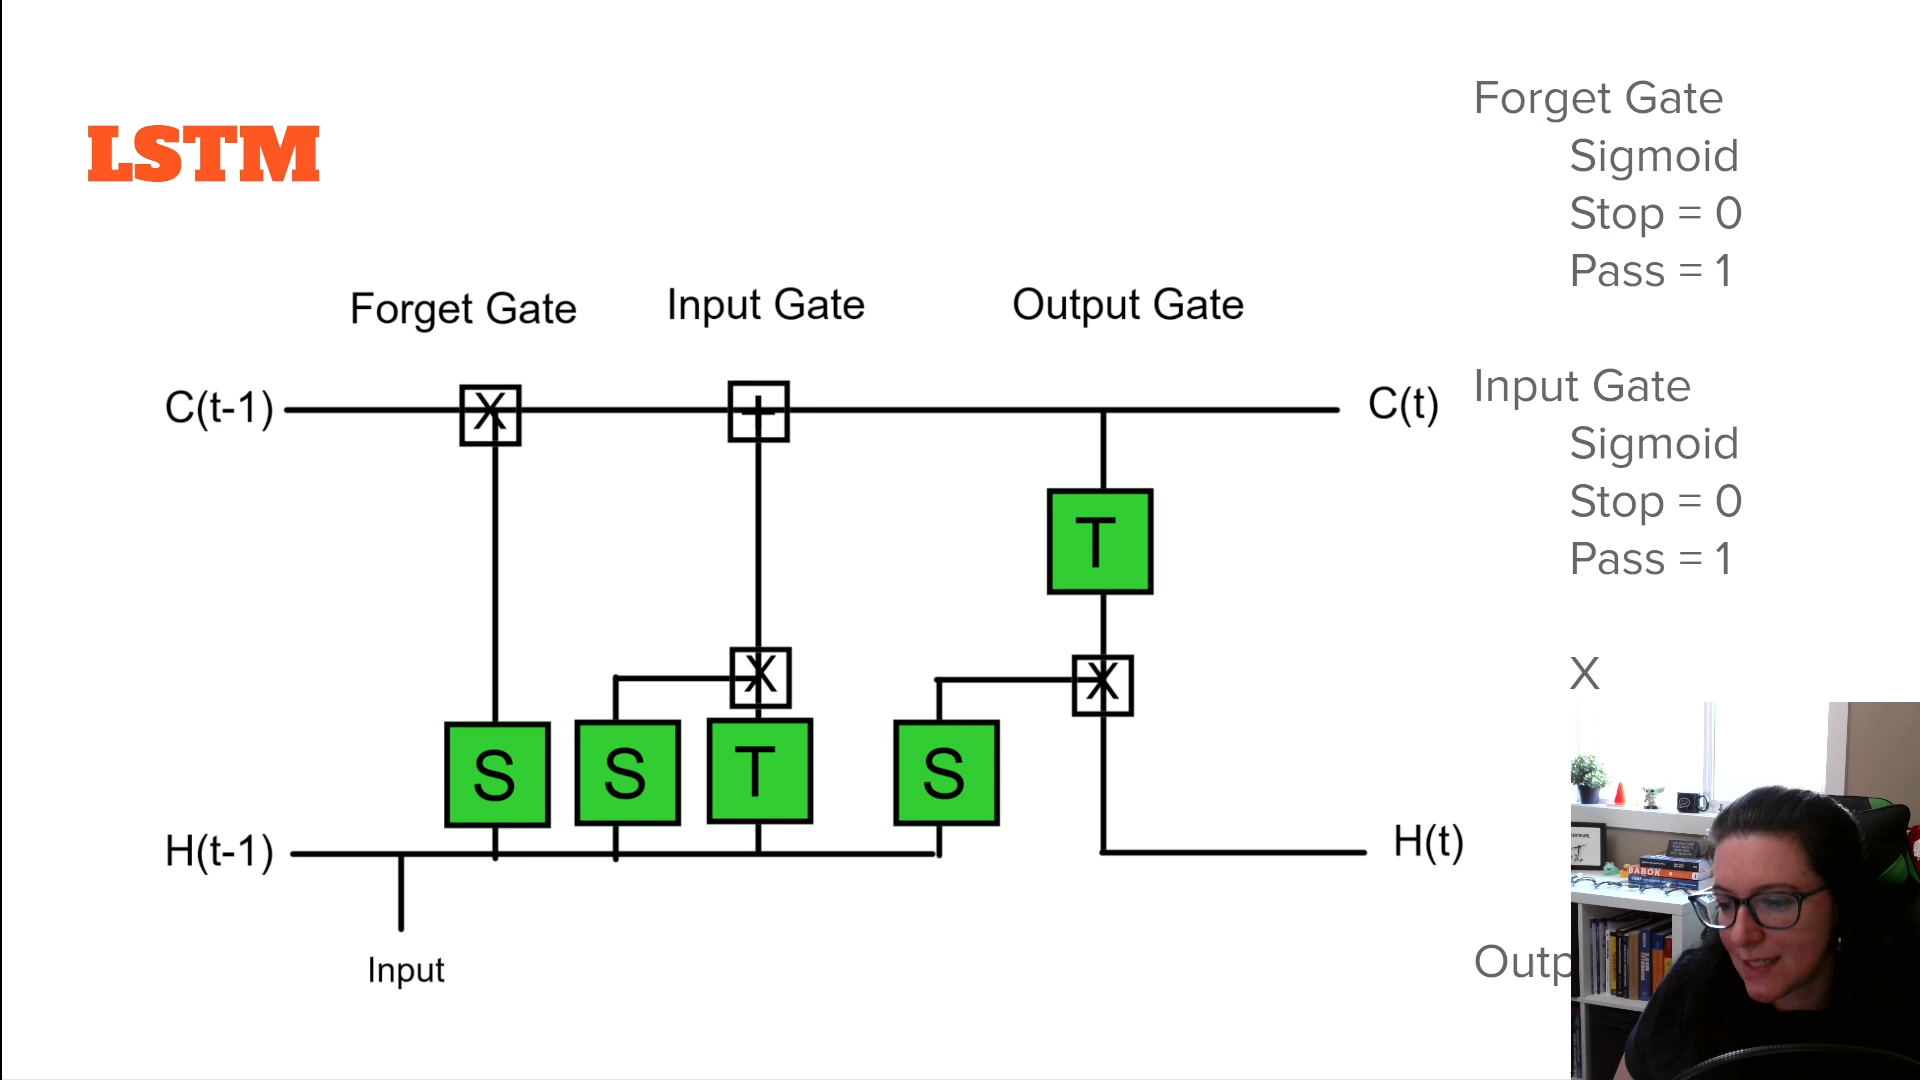 LSTM
Forget Gate
Input Gate
Output Gate
C(t-1)
X
+
C(t)
T
X
X
S
S
T
S
H(t-1)
H(t)
Input
Forget Gate
Sigmoid
Stop = 0
Pass = 1
Input Gate
Sigmoid
Stop = 0
Pass = 1
X
BABOK